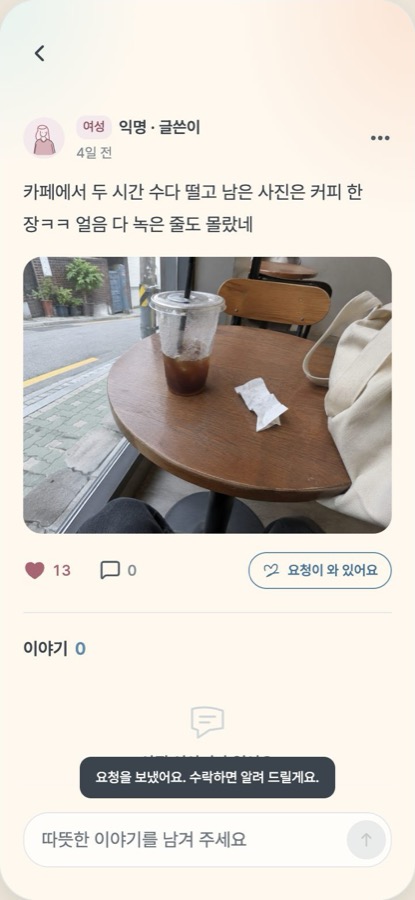 여성 익명 · 글쓴이
4일 전
카페에서 두 시간 수다 떨고 남은 사진은 커피 한
장ㅋㅋ 얼음 다 녹은 줄도 몰랐네
13 0 요청이 와 있어요
이야기 0
요청을 보냈어요. 수락하면 알려 드릴게요.
따뜻한 이야기를 남겨 주세요